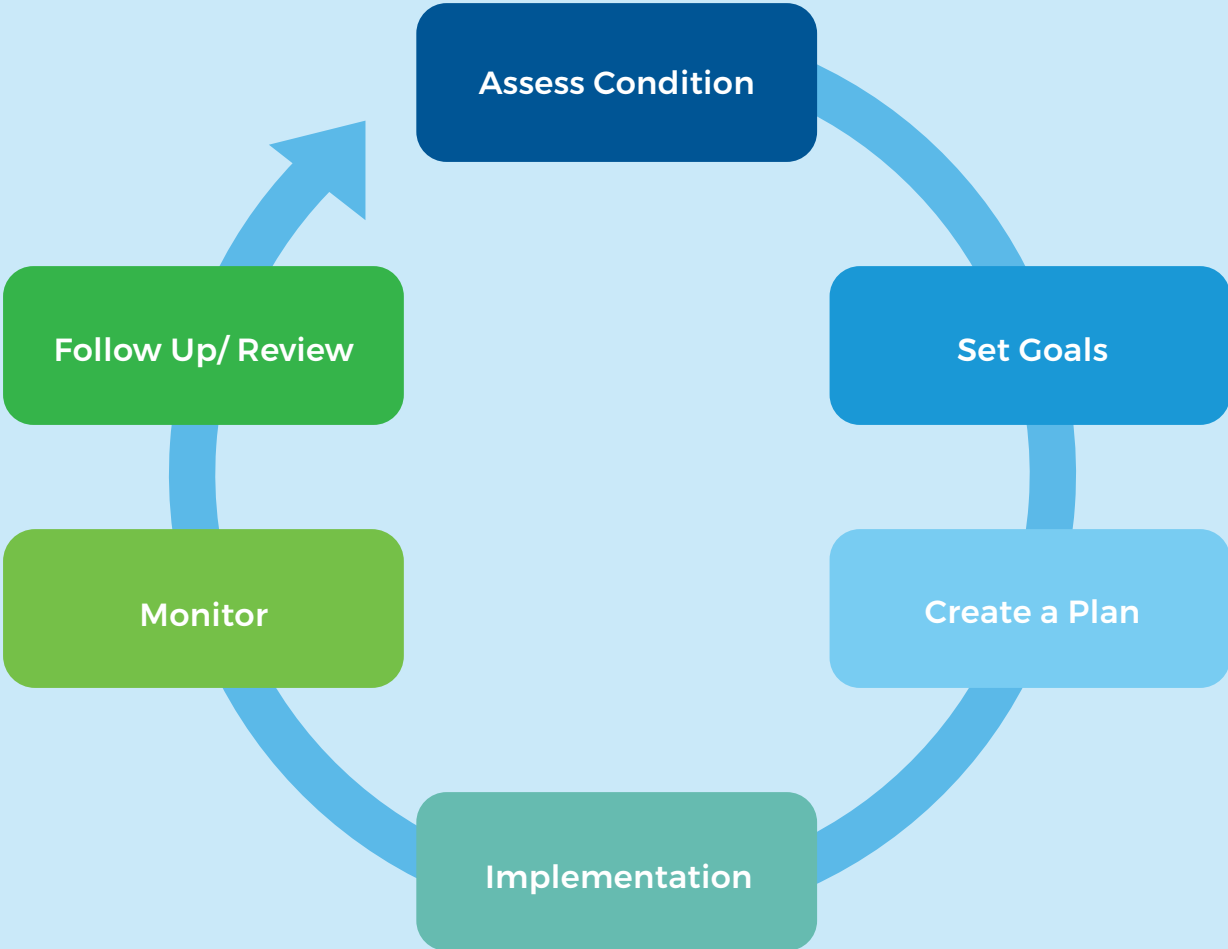 Assess Condition
Set Goals
Create a Plan
Implementation
Monitor
Follow Up/ Review